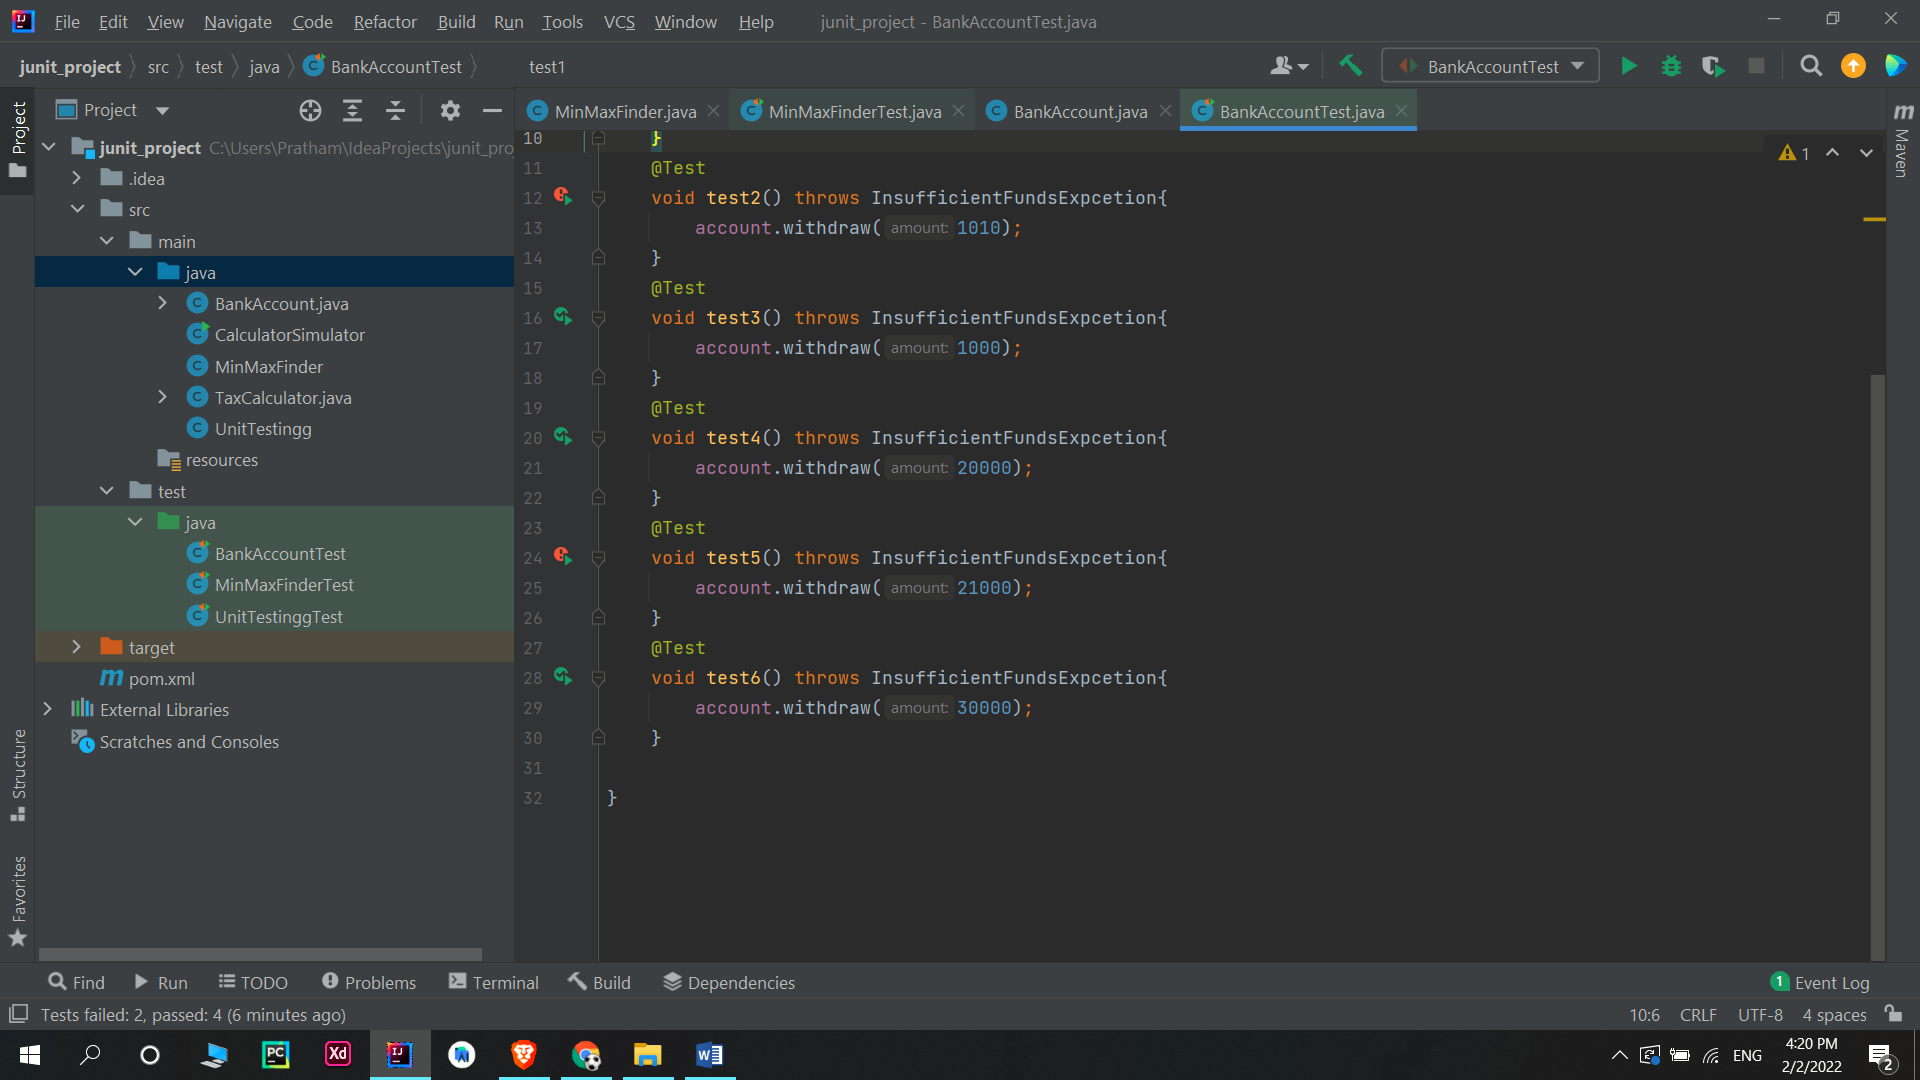 File Edit View Navigate Code Refactor Build Run Tools VCS Window Help junit_project - BankAccountTest.java
junit_project src test java BankAccountTest test1 BankAccountTest
Project
Project
MinMaxFinder.java MinMaxFinderTest.java BankAccount.java BankAccountTest.java
Maven
junit_project C:\Users\Pratham\IdeaProjects\junit_pro
.idea
src
main
java
BankAccount.java
CalculatorSimulator
MinMaxFinder
TaxCalculator.java
UnitTestingg
resources
test
java
BankAccountTest
MinMaxFinderTest
UnitTestinggTest
target
pom.xml
External Libraries
Scratches and Consoles
Structure
Favorites
1
10 }
11 @Test
12 void test2() throws InsufficientFundsExpcetion{
13 account.withdraw( amount: 1010);
14 }
15 @Test
16 void test3() throws InsufficientFundsExpcetion{
17 account.withdraw( amount: 1000);
18 }
19 @Test
20 void test4() throws InsufficientFundsExpcetion{
21 account.withdraw( amount: 20000);
22 }
23 @Test
24 void test5() throws InsufficientFundsExpcetion{
25 account.withdraw( amount: 21000);
26 }
27 @Test
28 void test6() throws InsufficientFundsExpcetion{
29 account.withdraw( amount: 30000);
30 }
31
32 }
Find Run TODO Problems Terminal Build Dependencies 1 Event Log
Tests failed: 2, passed: 4 (6 minutes ago) 10:6 CRLF UTF-8 4 spaces
PC Xd IJ W ENG 4:20 PM
2/2/2022 2